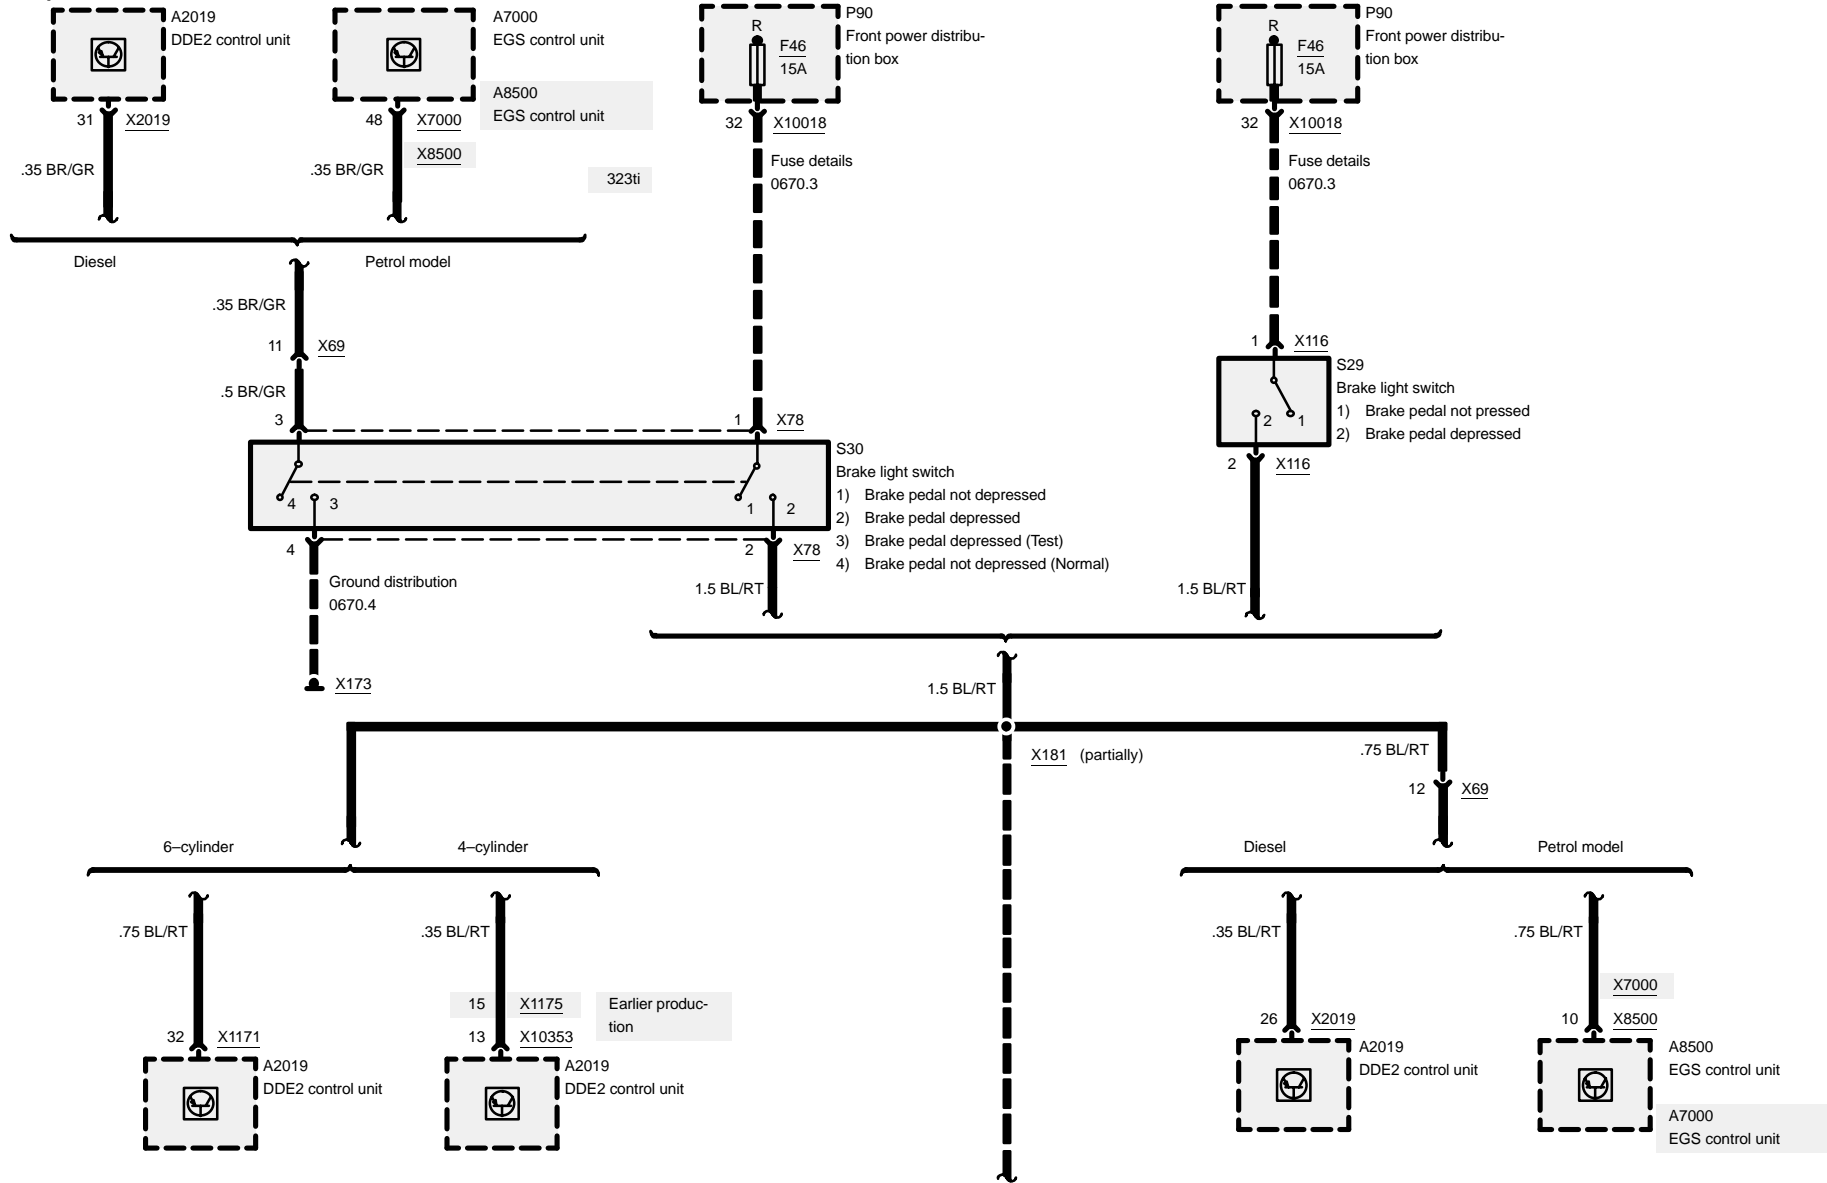 A2019
DDE2 control unit
A7000
EGS control unit
A8500
EGS control unit
P90
Front power distribu-
tion box
R
F46
15A
P90
Front power distribu-
tion box
R
F46
15A
31 X2019
48 X7000
X8500
32 X10018
32 X10018
.35 BR/GR
.35 BR/GR
323ti
Fuse details
0670.3
Fuse details
0670.3
Diesel
Petrol model
.35 BR/GR
11 X69
.5 BR/GR
3
1 X78
4 3
1 2
S30
Brake light switch
1) Brake pedal not depressed
2) Brake pedal depressed
3) Brake pedal depressed (Test)
4) Brake pedal not depressed (Normal)
4
2 X78
Ground distribution
0670.4
1.5 BL/RT
X173
1 X116
S29
Brake light switch
1) Brake pedal not pressed
2) Brake pedal depressed
2 1
2 X116
1.5 BL/RT
1.5 BL/RT
X181 (partially)
.75 BL/RT
12 X69
6–cylinder
4–cylinder
Diesel
Petrol model
.75 BL/RT
.35 BL/RT
.35 BL/RT
.75 BL/RT
15 X1175
Earlier produc-
tion
X7000
32 X1171
13 X10353
26 X2019
10 X8500
A2019
DDE2 control unit
A2019
DDE2 control unit
A2019
DDE2 control unit
A8500
EGS control unit
A7000
EGS control unit